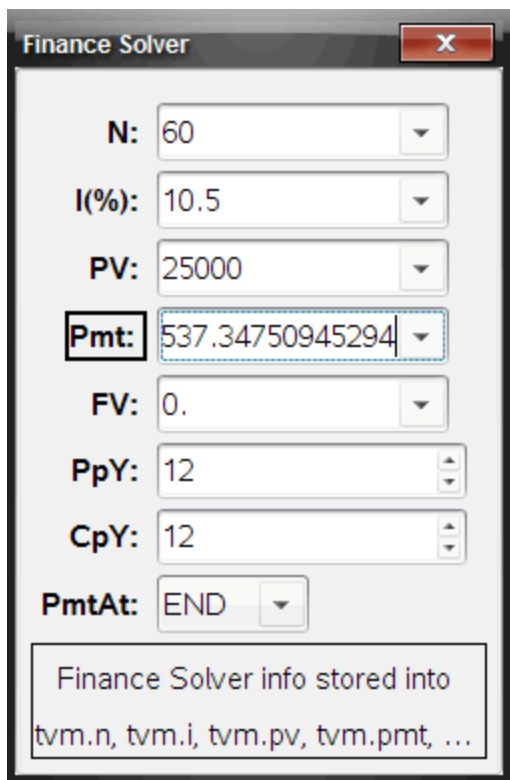 Finance Solver
N: 60
I(%): 10.5
PV: 25000
Pmt: 537.34750945294
FV: 0.
PpY: 12
CpY: 12
PmtAt: END
Finance Solver info stored into
tvm.n, tvm.i, tvm.pv, tvm.pmt, ...